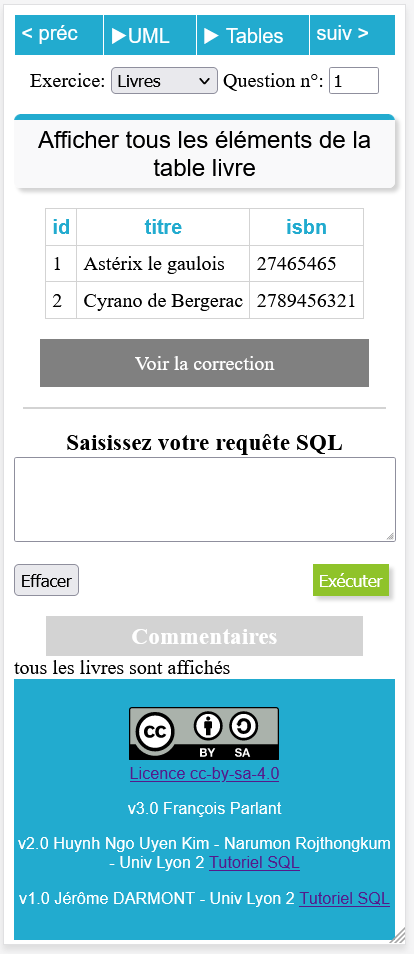 < préc ▶UML ▶ Tables suiv >
Exercice: Livres Question n°: 1
Afficher tous les éléments de la
table livre
id titre isbn
1 Astérix le gaulois 27465465
2 Cyrano de Bergerac 2789456321
Voir la correction
Saisissez votre requête SQL
Effacer Exécuter
Commentaires
tous les livres sont affichés
CC BY SA
Licence cc-by-sa-4.0
v3.0 François Parlant
v2.0 Huynh Ngo Uyen Kim - Narumon Rojthongkum
- Univ Lyon 2 Tutoriel SQL
v1.0 Jérôme DARMONT - Univ Lyon 2 Tutoriel SQL